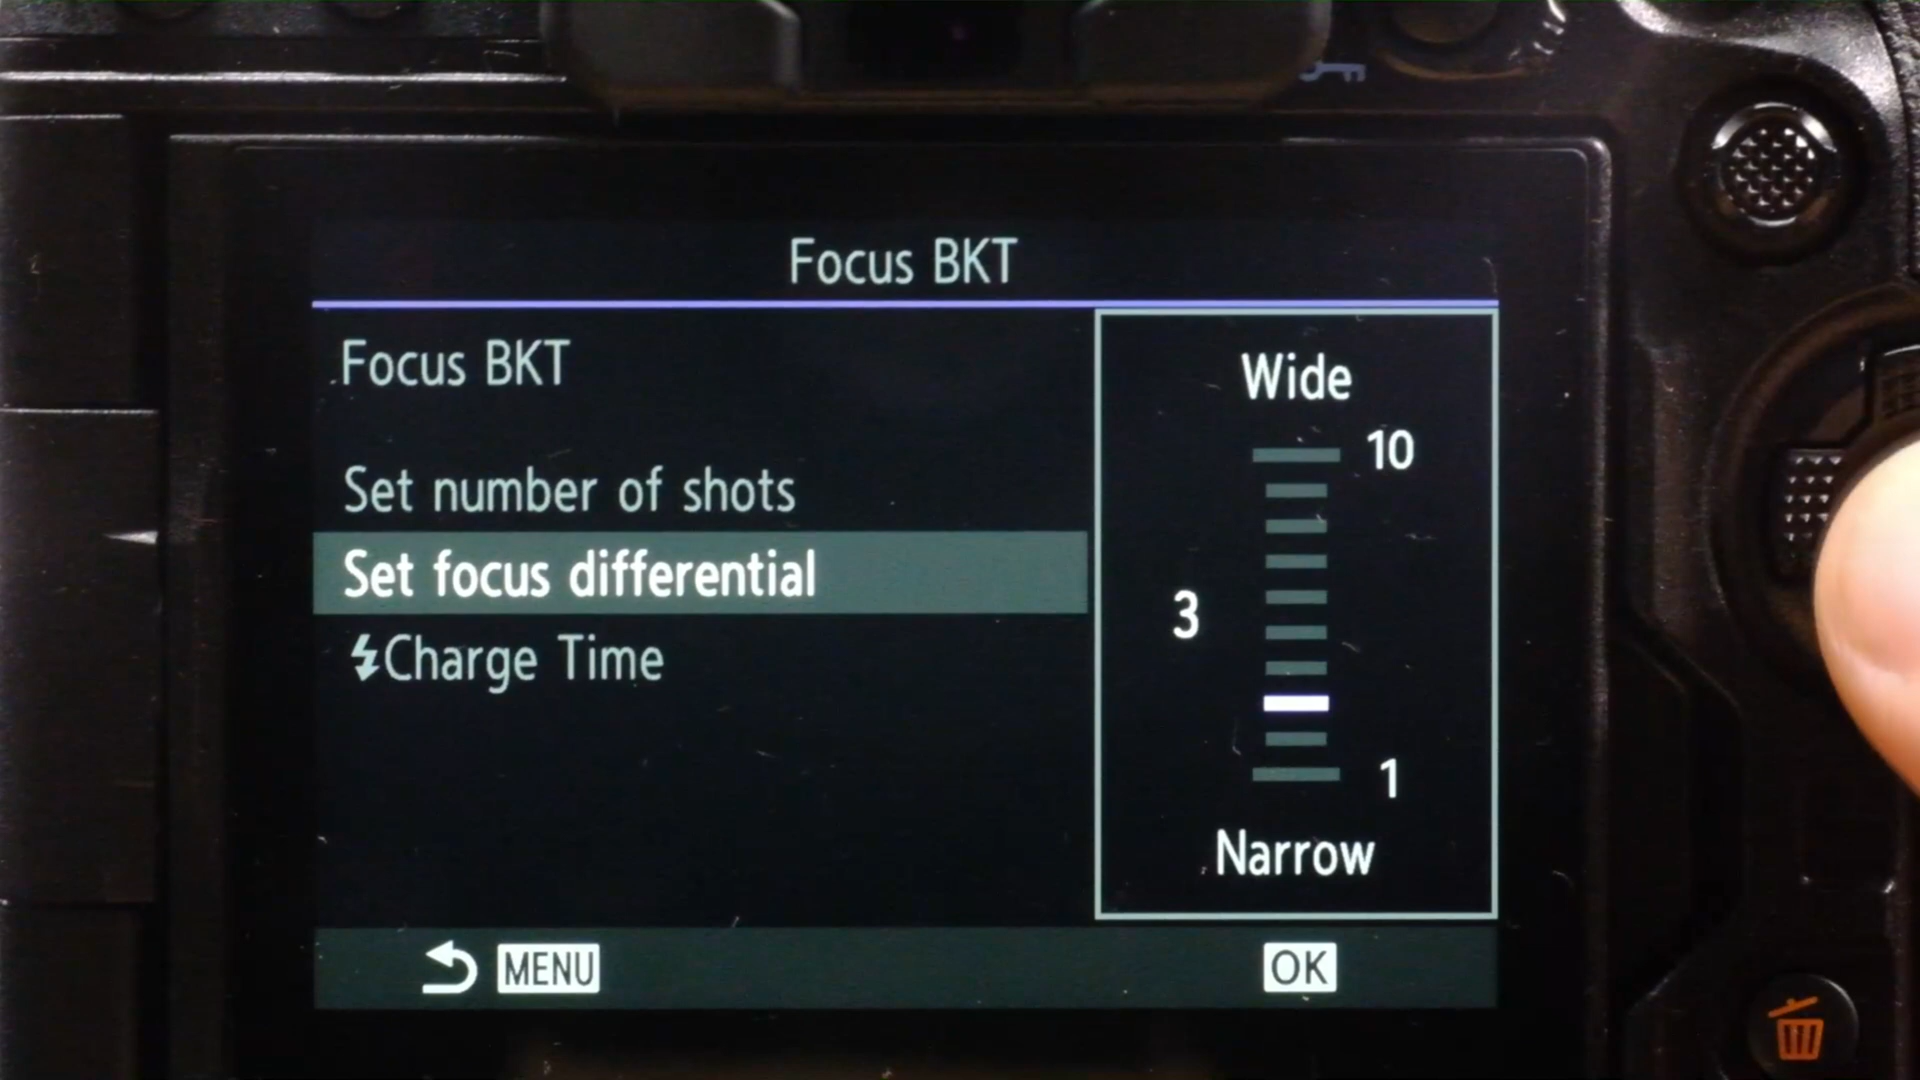 Focus BKT
Focus BKT
Set number of shots
Set focus differential
Charge Time
Wide
10
3
1
Narrow
MENU
OK